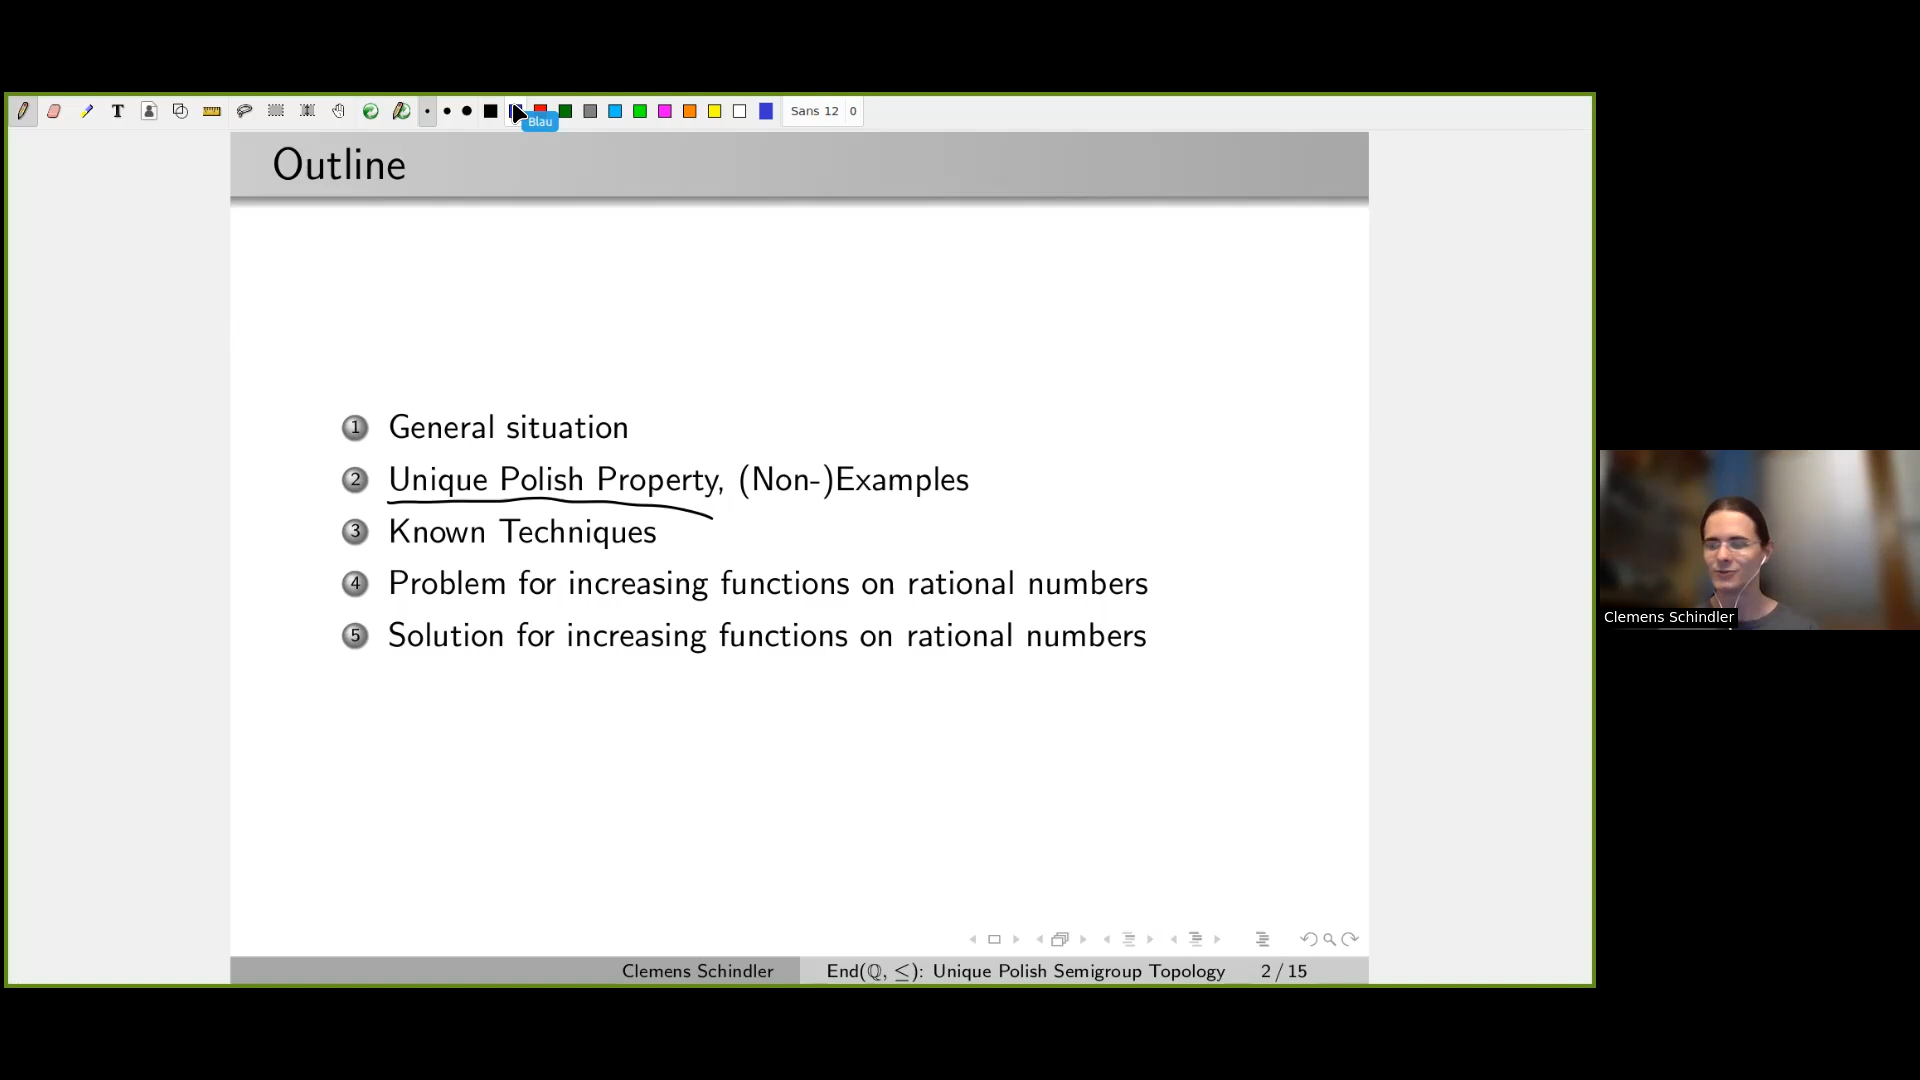 T
Sans 12 0
Blau
Outline
1 General situation
2 Unique Polish Property, (Non-)Examples
3 Known Techniques
4 Problem for increasing functions on rational numbers
5 Solution for increasing functions on rational numbers
Clemens Schindler
Clemens Schindler End(ℚ, ≤): Unique Polish Semigroup Topology 2 / 15